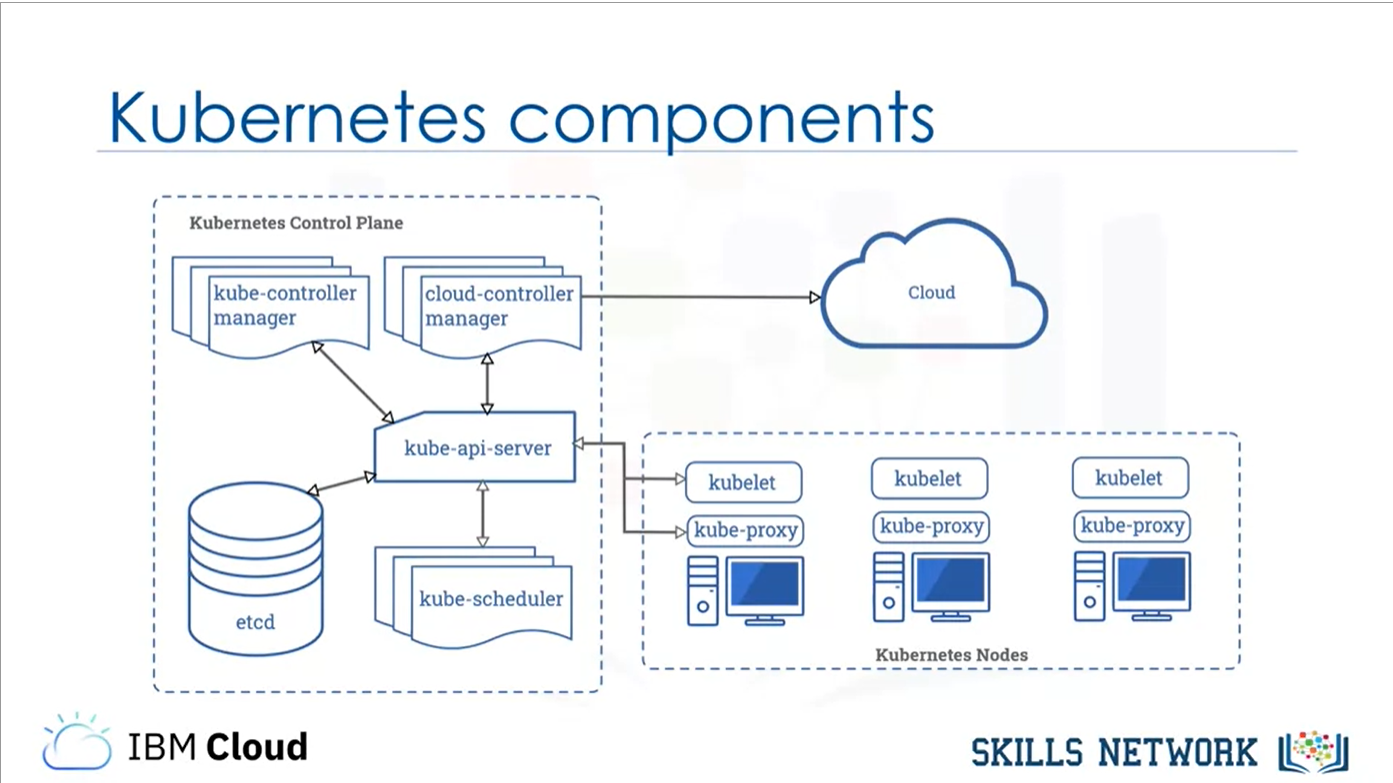 Kubernetes components
Kubernetes Control Plane
kube-controller
manager
cloud-controller
manager
Cloud
kube-api-server
etcd
kube-scheduler
kubelet
kube-proxy
kubelet
kube-proxy
kubelet
kube-proxy
Kubernetes Nodes
IBM Cloud
SKILLS NETWORK